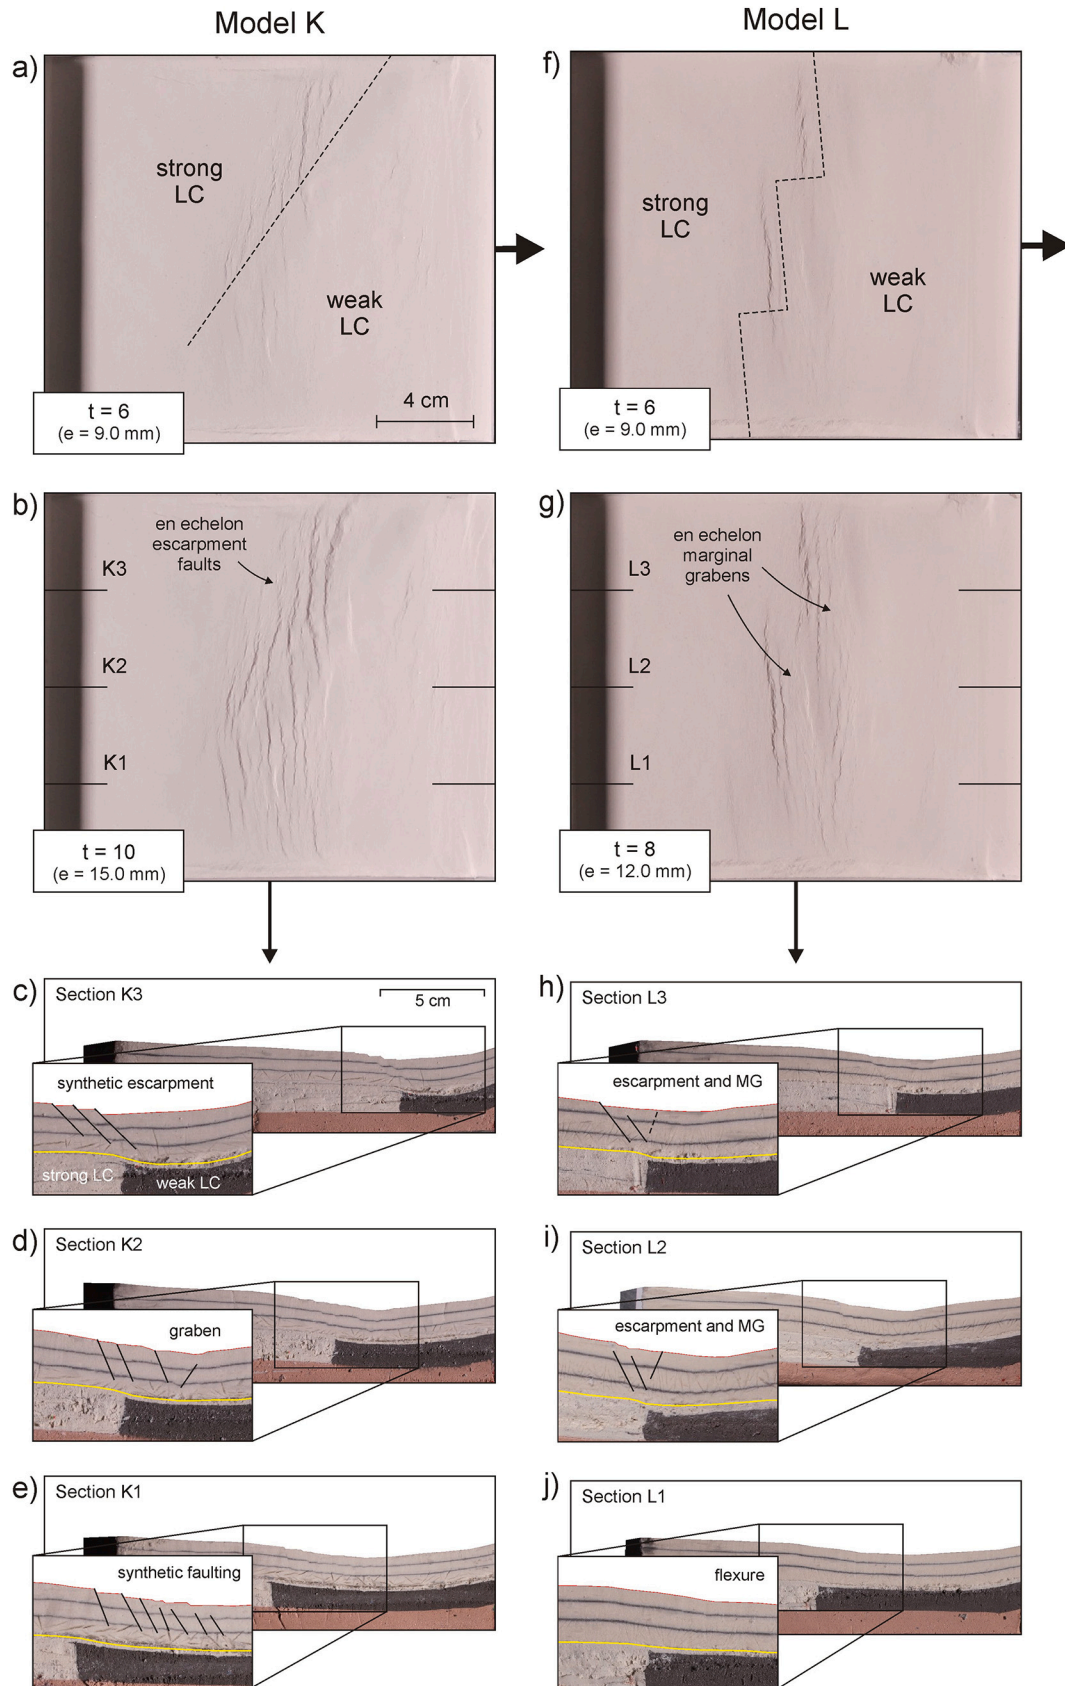 Model K
Model L
a)
strong
LC
weak
LC
t = 6
(e = 9.0 mm)
4 cm
f)
strong
LC
weak
LC
t = 6
(e = 9.0 mm)
b)
en echelon
escarpment
faults
K3
K2
K1
t = 10
(e = 15.0 mm)
g)
en echelon
marginal
grabens
L3
L2
L1
t = 8
(e = 12.0 mm)
c)
Section K3
5 cm
synthetic escarpment
strong LC
weak LC
h)
Section L3
escarpment and MG
d)
Section K2
graben
i)
Section L2
escarpment and MG
e)
Section K1
synthetic faulting
j)
Section L1
flexure